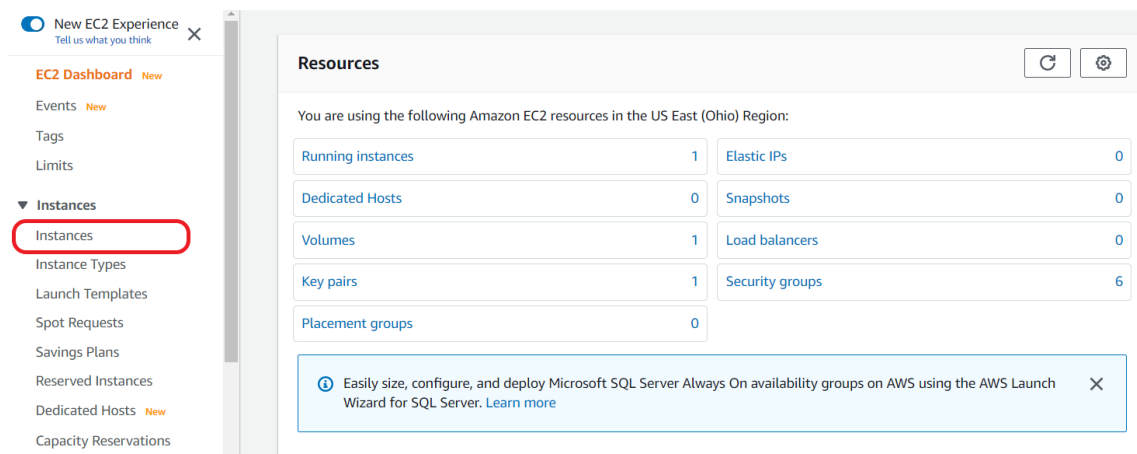 New EC2 Experience
Tell us what you think
EC2 Dashboard New
Events New
Tags
Limits
Instances
Instances
Instance Types
Launch Templates
Spot Requests
Savings Plans
Reserved Instances
Dedicated Hosts New
Capacity Reservations
Resources
You are using the following Amazon EC2 resources in the US East (Ohio) Region:
Running instances 1
Elastic IPs 0
Dedicated Hosts 0
Snapshots 0
Volumes 1
Load balancers 0
Key pairs 1
Security groups 6
Placement groups 0
Easily size, configure, and deploy Microsoft SQL Server Always On availability groups on AWS using the AWS Launch
Wizard for SQL Server. Learn more